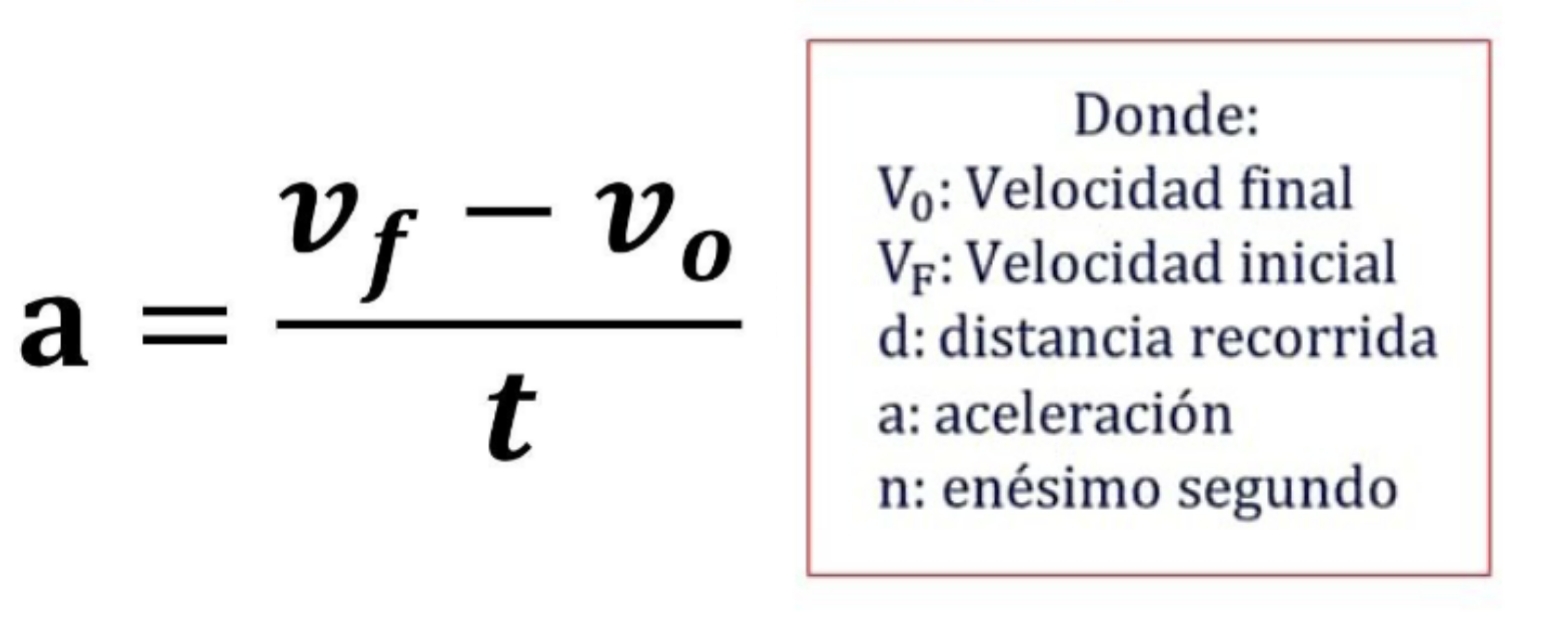 a = (v_f − v_o) / t
Donde:
V₀: Velocidad final
V_F: Velocidad inicial
d: distancia recorrida
a: aceleración
n: enésimo segundo